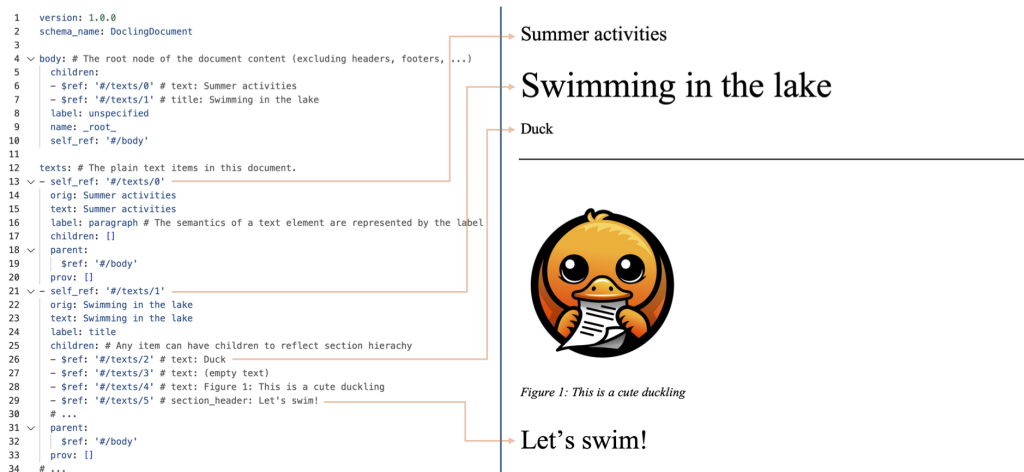 1 version: 1.0.0
2 schema_name: DoclingDocument
3
4 body: # The root node of the document content (excluding headers, footers, ...)
5 children:
6 - $ref: '#/texts/0' # text: Summer activities
7 - $ref: '#/texts/1' # title: Swimming in the lake
8 label: unspecified
9 name: _root_
10 self_ref: '#/body'
11
12 texts: # The plain text items in this document.
13 - self_ref: '#/texts/0'
14 orig: Summer activities
15 text: Summer activities
16 label: paragraph # The semantics of a text element are represented by the label
17 children: []
18 parent:
19 $ref: '#/body'
20 prov: []
21 - self_ref: '#/texts/1'
22 orig: Swimming in the lake
23 text: Swimming in the lake
24 label: title
25 children: # Any item can have children to reflect section hierachy
26 - $ref: '#/texts/2' # text: Duck
27 - $ref: '#/texts/3' # text: (empty text)
28 - $ref: '#/texts/4' # text: Figure 1: This is a cute duckling
29 - $ref: '#/texts/5' # section_header: Let's swim!
30 # ...
31 parent:
32 $ref: '#/body'
33 prov: []
34 # ...
Summer activities
Swimming in the lake
Duck
Figure 1: This is a cute duckling
Let’s swim!